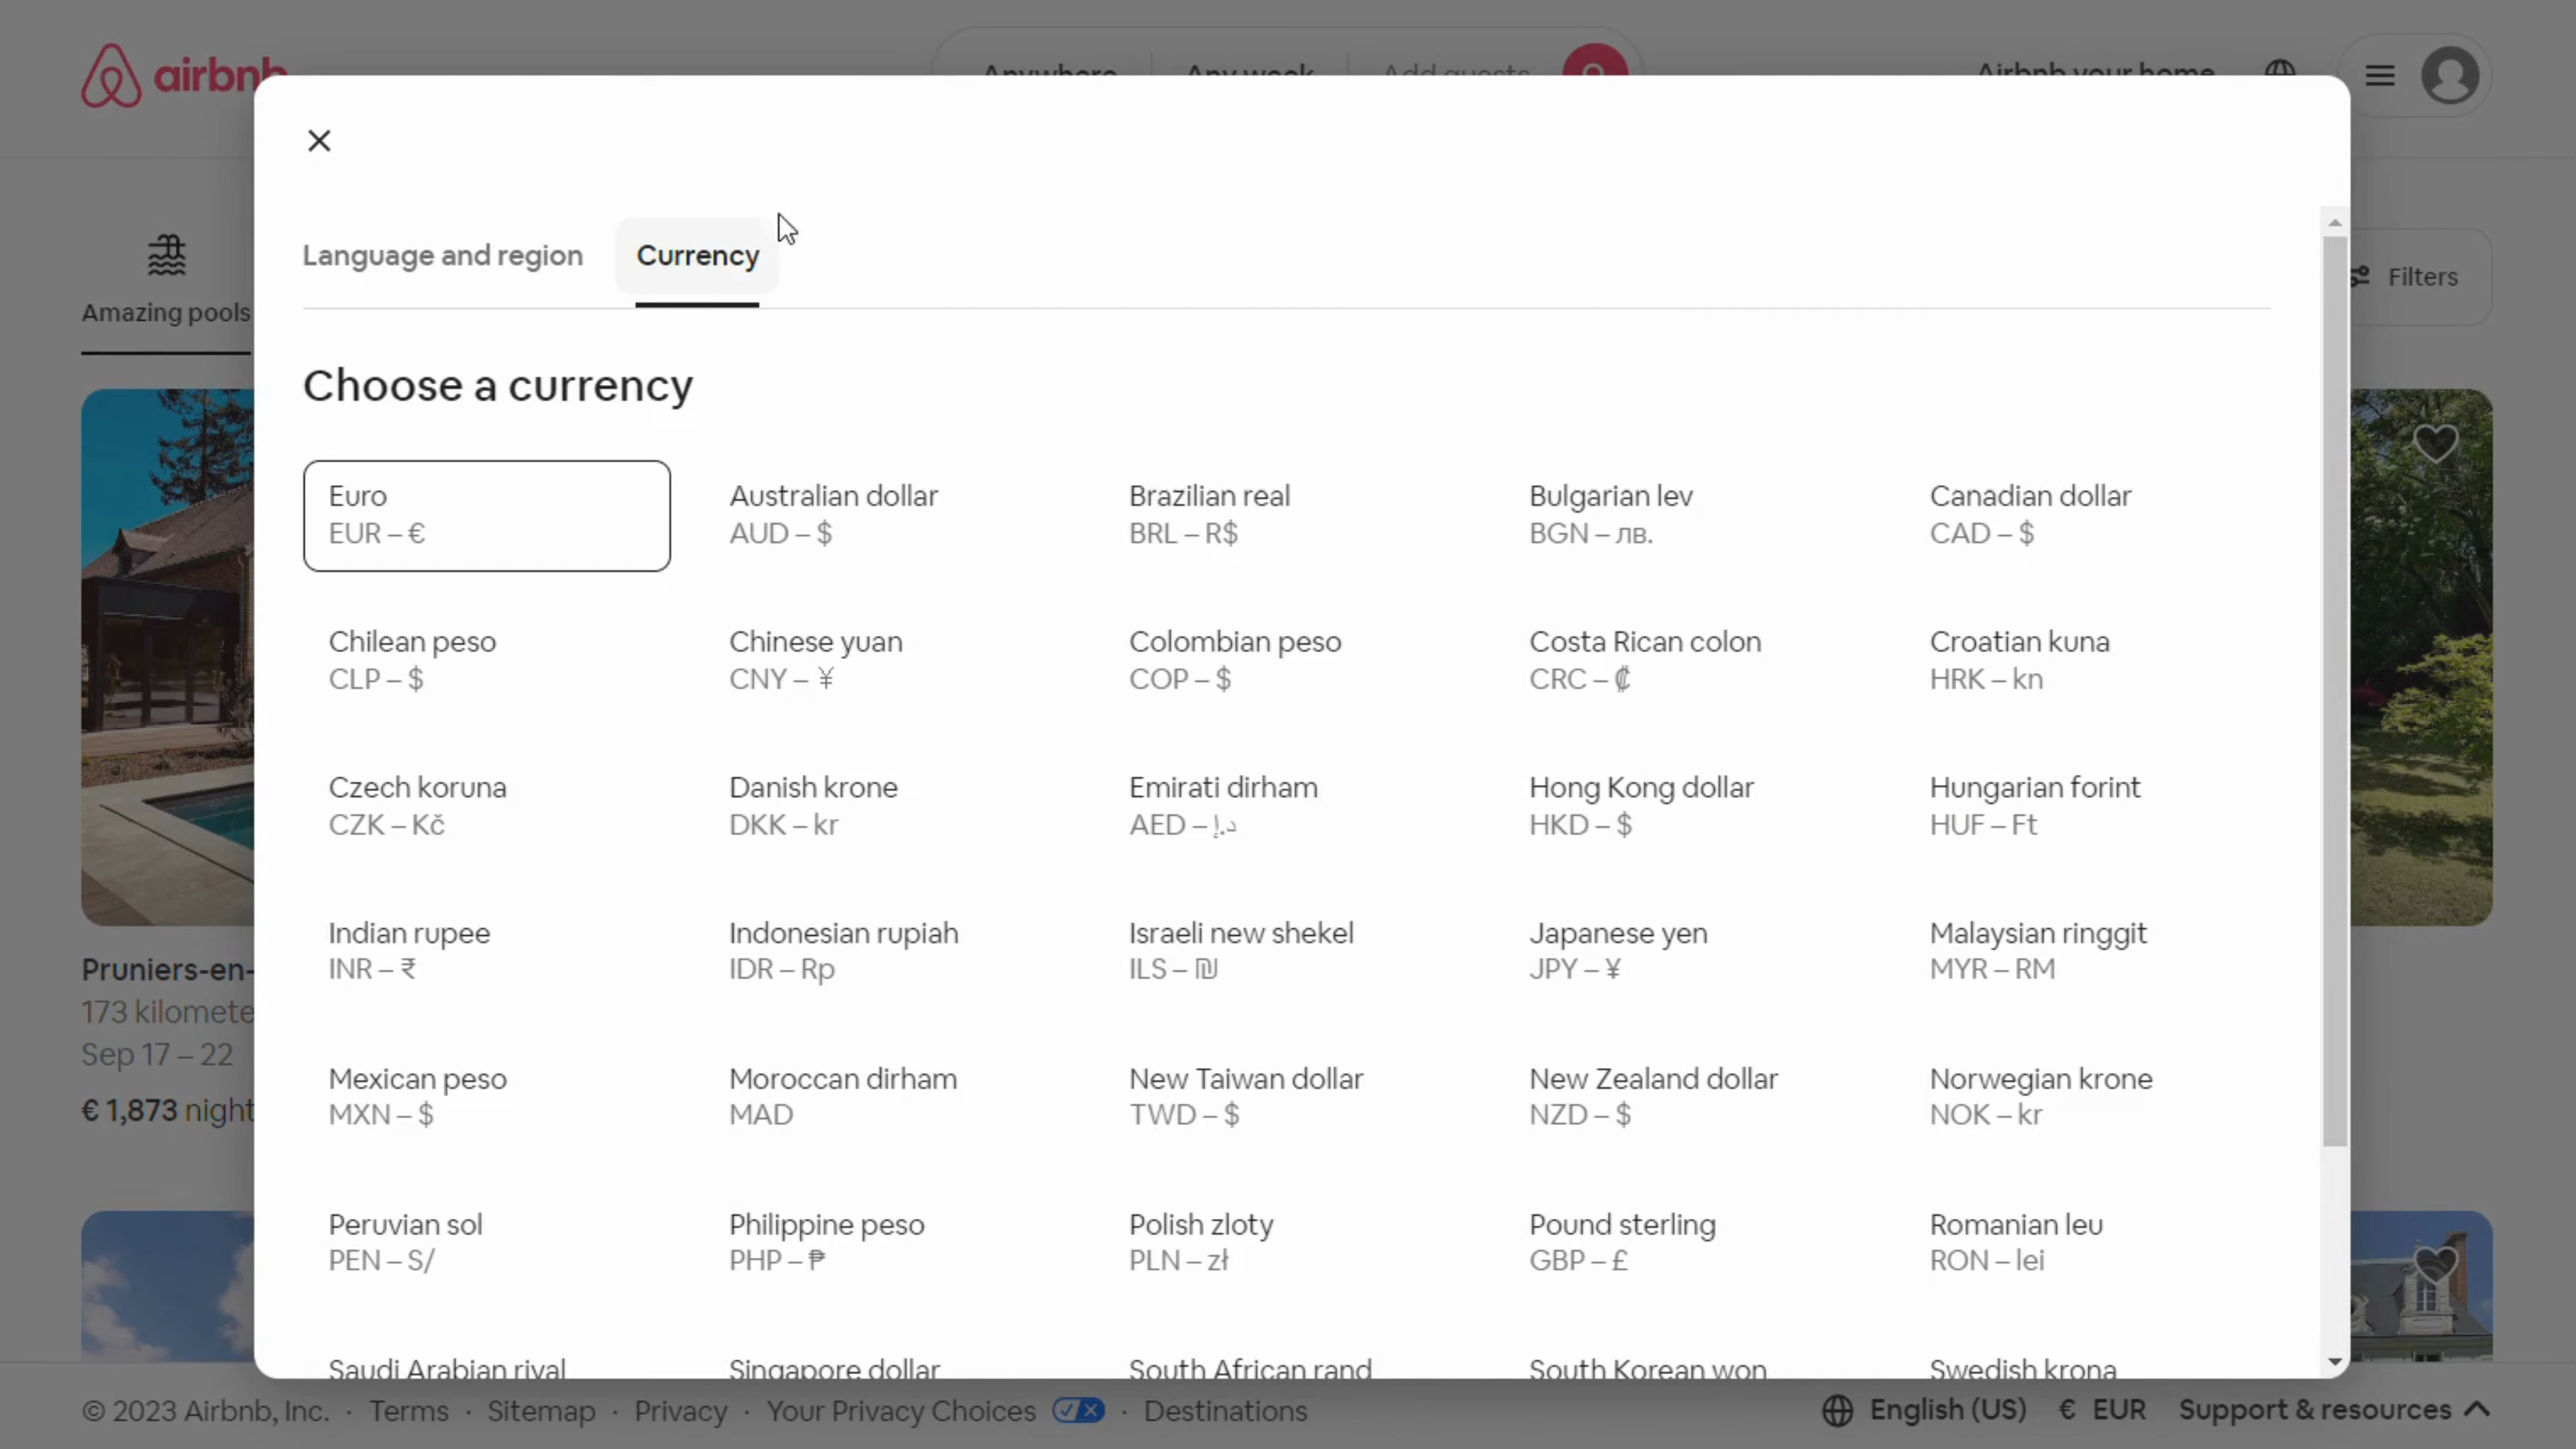 airbnb
Anywhere
Any week
Add guests
Airbnb your home
Language and region
Currency
Amazing pools
Filters
Choose a currency
Euro
EUR – €
Australian dollar
AUD – $
Brazilian real
BRL – R$
Bulgarian lev
BGN – лв.
Canadian dollar
CAD – $
Chilean peso
CLP – $
Chinese yuan
CNY – ¥
Colombian peso
COP – $
Costa Rican colon
CRC – ₡
Croatian kuna
HRK – kn
Czech koruna
CZK – Kč
Danish krone
DKK – kr
Emirati dirham
AED – د.إ
Hong Kong dollar
HKD – $
Hungarian forint
HUF – Ft
Indian rupee
INR – ₹
Indonesian rupiah
IDR – Rp
Israeli new shekel
ILS – ₪
Japanese yen
JPY – ¥
Malaysian ringgit
MYR – RM
Mexican peso
MXN – $
Moroccan dirham
MAD
New Taiwan dollar
TWD – $
New Zealand dollar
NZD – $
Norwegian krone
NOK – kr
Peruvian sol
PEN – S/
Philippine peso
PHP – ₱
Polish zloty
PLN – zł
Pound sterling
GBP – £
Romanian leu
RON – lei
Saudi Arabian riyal
Singapore dollar
South African rand
South Korean won
Swedish krona
Pruniers-en-
173 kilomete
Sep 17 – 22
€ 1,873 night
© 2023 Airbnb, Inc. · Terms · Sitemap · Privacy · Your Privacy Choices · Destinations
English (US) € EUR Support & resources